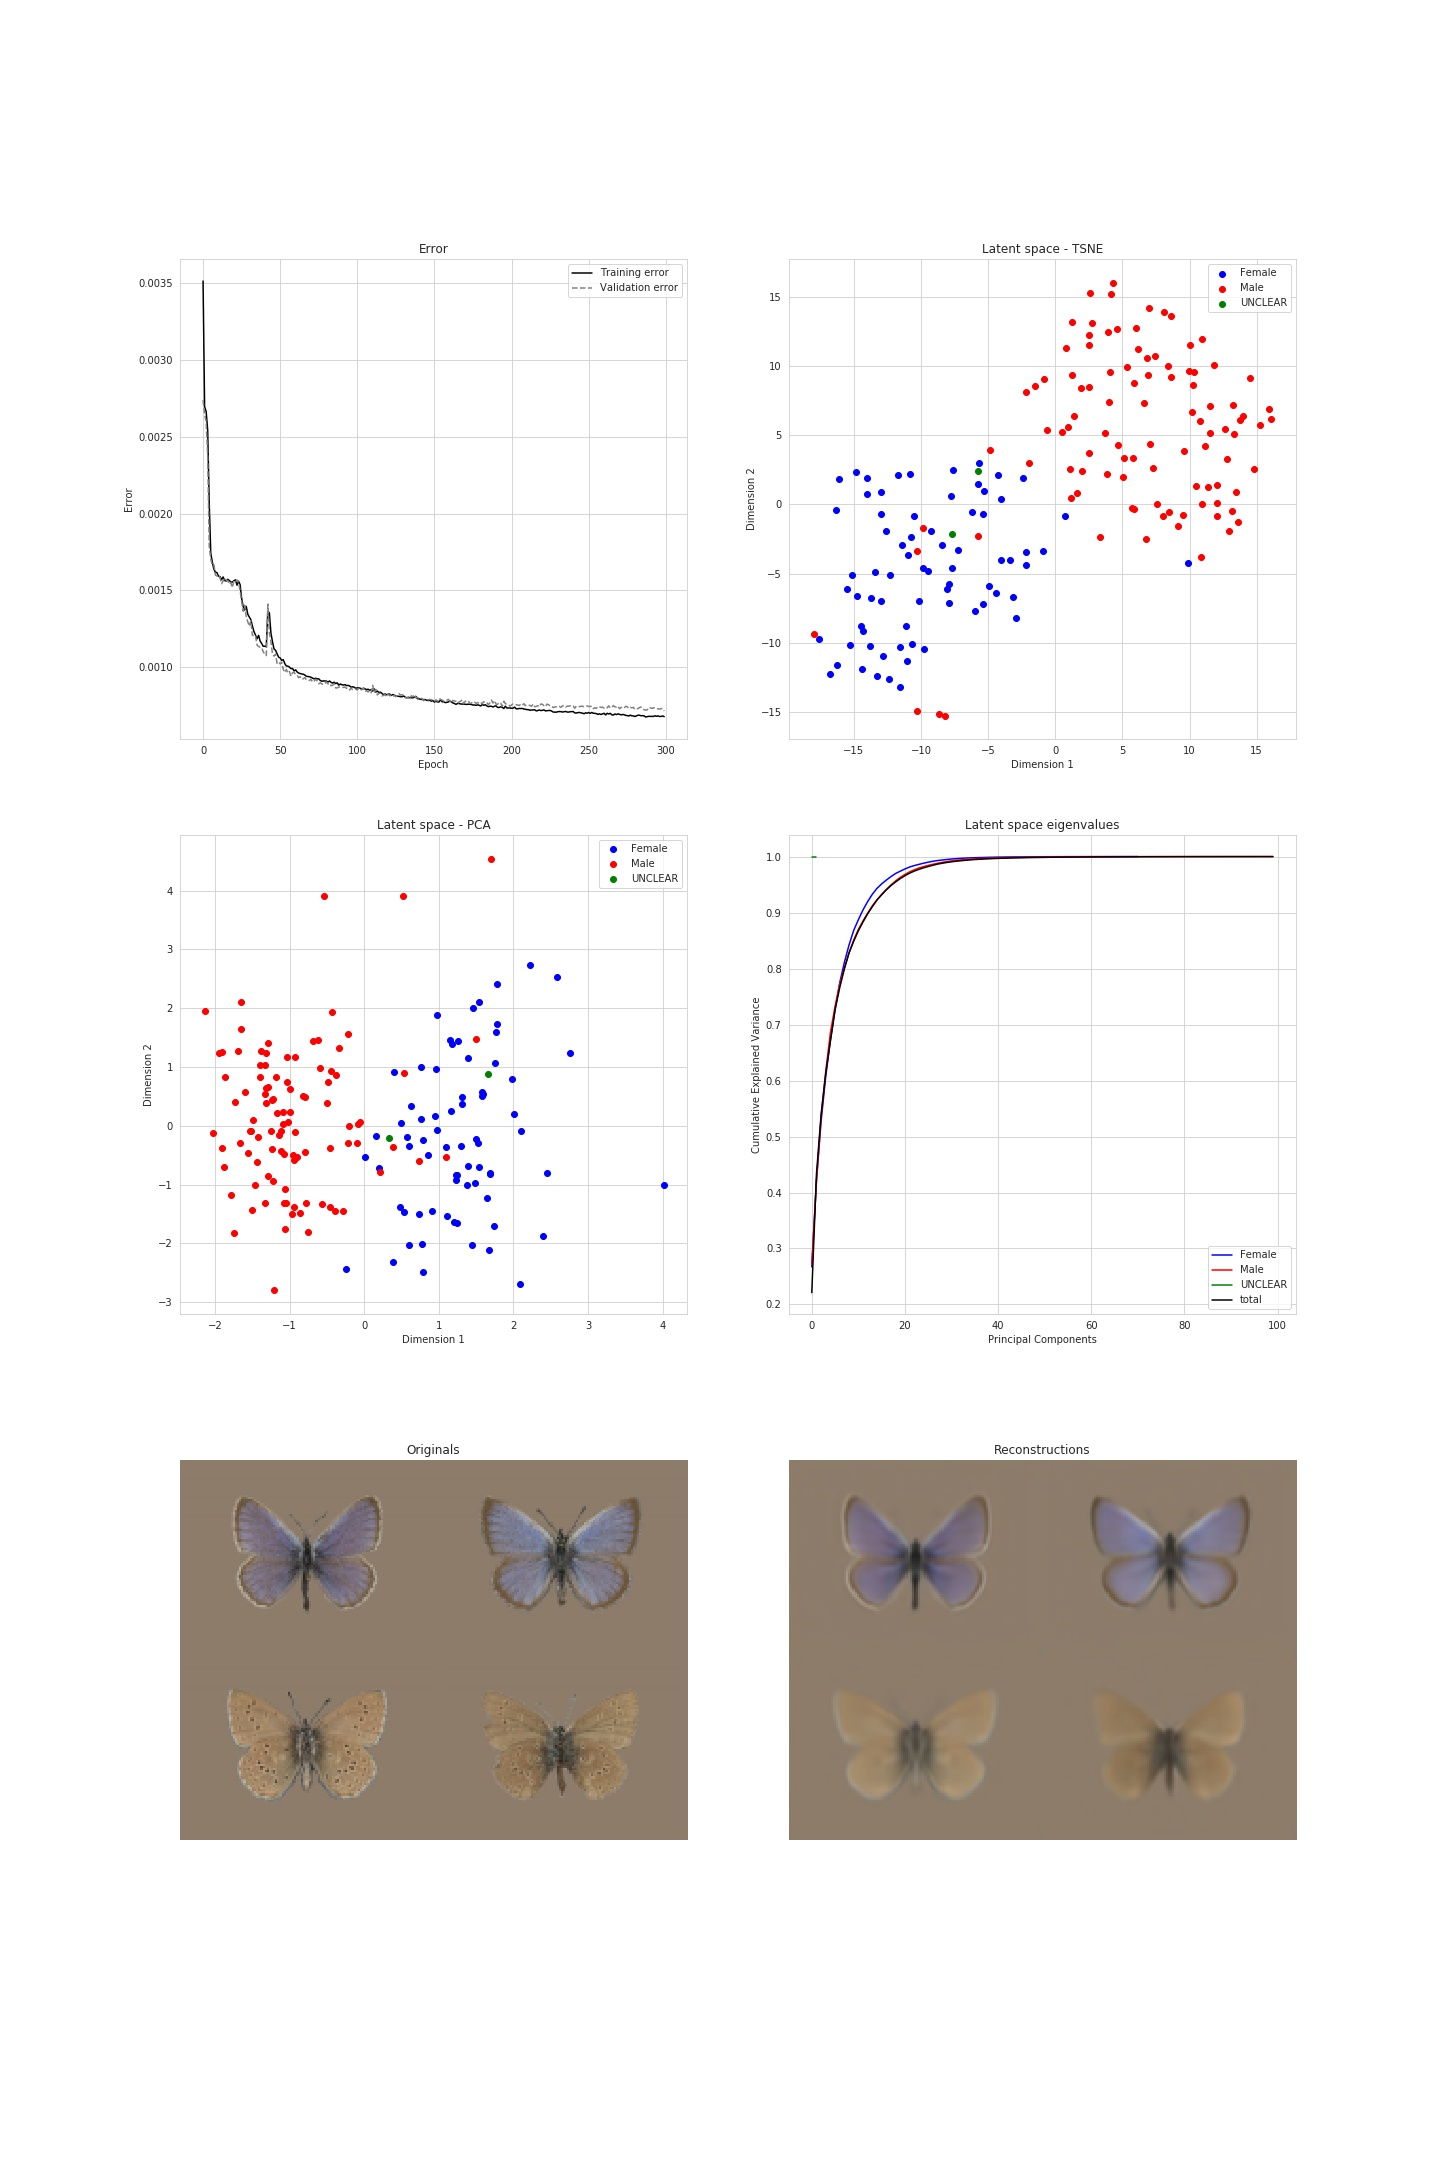 Error
Training error
Validation error
0.0035
0.0030
0.0025
0.0020
0.0015
0.0010
Error
0 50 100 150 200 250 300
Epoch
Latent space - TSNE
Female
Male
UNCLEAR
15
10
5
0
−5
−10
−15
Dimension 2
−15 −10 −5 0 5 10 15
Dimension 1
Latent space - PCA
Female
Male
UNCLEAR
4
3
2
1
0
−1
−2
−3
Dimension 2
−2 −1 0 1 2 3 4
Dimension 1
Latent space eigenvalues
1.0
0.9
0.8
0.7
0.6
0.5
0.4
0.3
0.2
Cumulative Explained Variance
Female
Male
UNCLEAR
total
0 20 40 60 80 100
Principal Components
Originals
Reconstructions